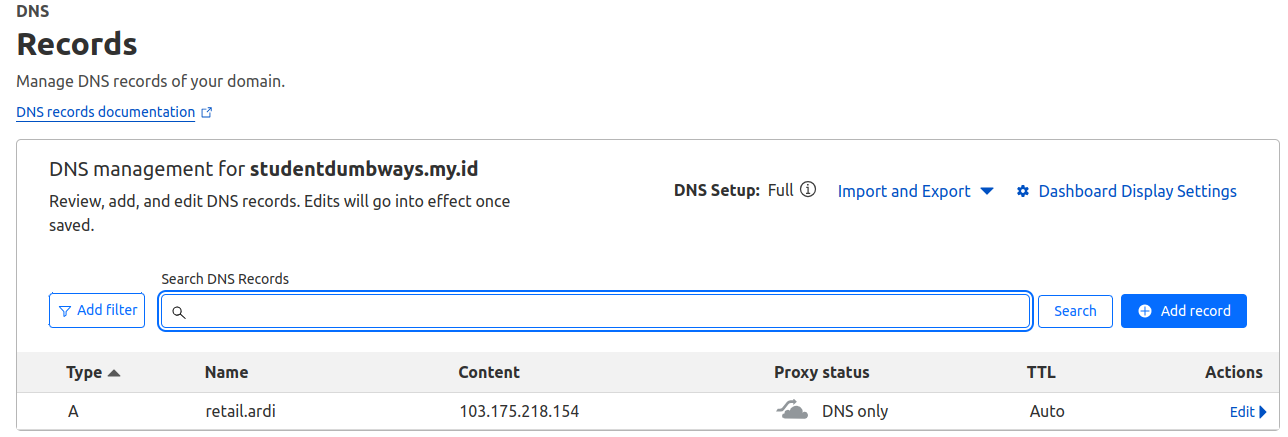 DNS
Records
Manage DNS records of your domain.
DNS records documentation
DNS management for studentdumbways.my.id
Review, add, and edit DNS records. Edits will go into effect once
saved.
DNS Setup: Full Import and Export Dashboard Display Settings
Search DNS Records
Add filter Search Add record
Type Name Content Proxy status TTL Actions
A retail.ardi 103.175.218.154 DNS only Auto Edit